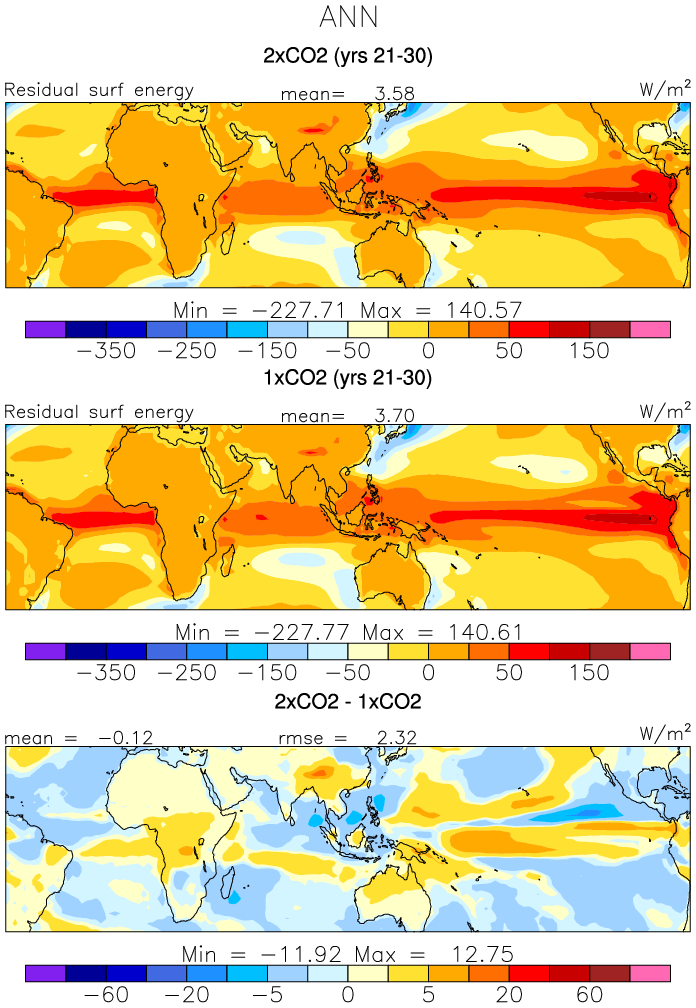 ANN
2xCO2 (yrs 21-30)
Residual surf energy mean= 3.58 W/m²
Min = -227.71 Max = 140.57
-350 -250 -150 -50 0 50 150
1xCO2 (yrs 21-30)
Residual surf energy mean= 3.70 W/m²
Min = -227.77 Max = 140.61
-350 -250 -150 -50 0 50 150
2xCO2 - 1xCO2
mean = -0.12 rmse = 2.32 W/m²
Min = -11.92 Max = 12.75
-60 -20 -5 0 5 20 60